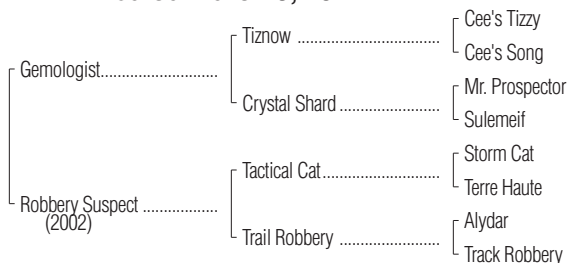 Cee's Tizzy
Tiznow
Cee's Song
Gemologist
Mr. Prospector
Crystal Shard
Sulemeif
Storm Cat
Tactical Cat
Terre Haute
Robbery Suspect
(2002)
Alydar
Trail Robbery
Track Robbery